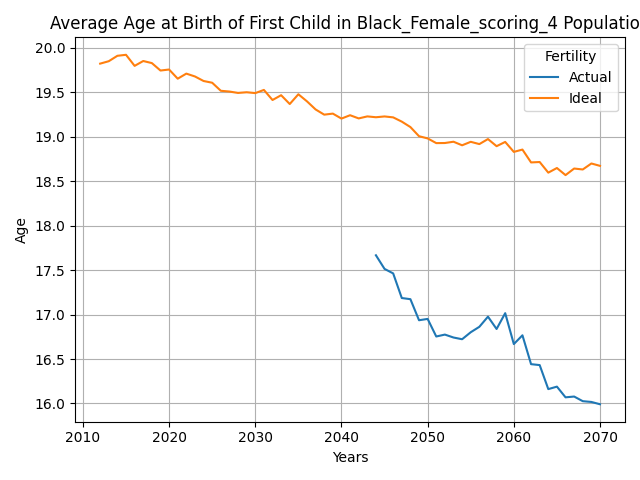 Average Age at Birth of First Child in Black_Female_scoring_4 Populatio
20.0
19.5
19.0
18.5
18.0
17.5
17.0
16.5
16.0
Age
Fertility
Actual
Ideal
2010 2020 2030 2040 2050 2060 2070
Years